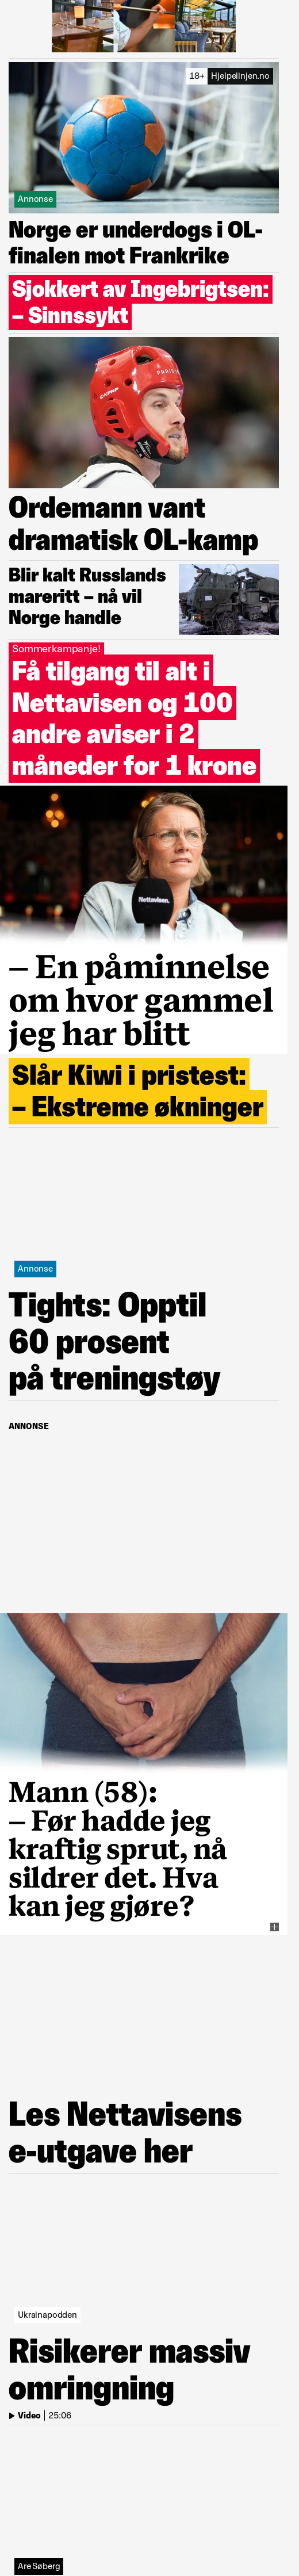 18+ Hjelpelinjen.no
Annonse
Norge er underdogs i OL-
finalen mot Frankrike
Sjokkert av Ingebrigtsen:
– Sinnssykt
PARIS
Ordemann vant
dramatisk OL-kamp
Blir kalt Russlands
mareritt – nå vil
Norge handle
Sommerkampanje!
Få tilgang til alt i
Nettavisen og 100
andre aviser i 2
måneder for 1 krone
Nettavisen.
– En påminnelse
om hvor gammel
jeg har blitt
Slår Kiwi i pristest:
– Ekstreme økninger
Annonse
Tights: Opptil
60 prosent
på treningstøy
ANNONSE
Mann (58):
– Før hadde jeg
kraftig sprut, nå
sildrer det. Hva
kan jeg gjøre?
Les Nettavisens
e-utgave her
Ukrainapodden
Risikerer massiv
omringning
Video | 25:06
Are Søberg